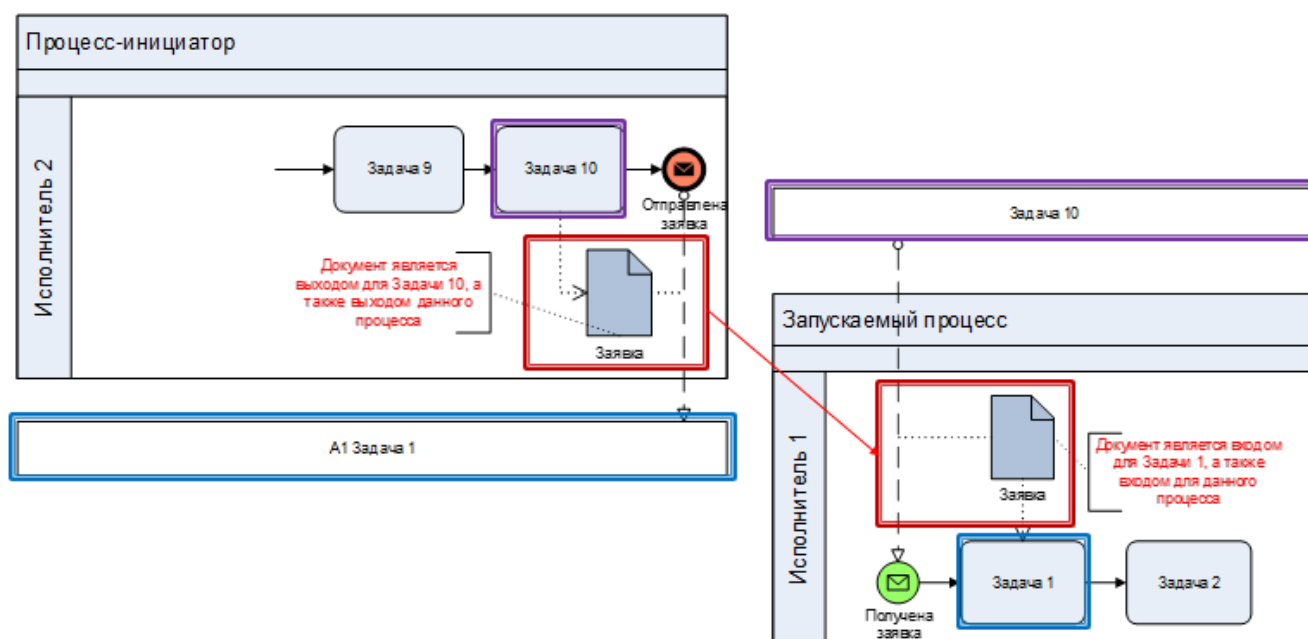 Процесс-инициатор
Исполнитель 2
Задача 9
Задача 10
Отправлена
заявка
Документ является
выходом для Задачи 10, а
также выходом данного
процесса
Заявка
А1 Задача 1
Задача 10
Запускаемый процесс
Исполнитель 1
Заявка
Документ является входом
для Задачи 1, а также
входом для данного
процесса
Получена
заявка
Задача 1
Задача 2